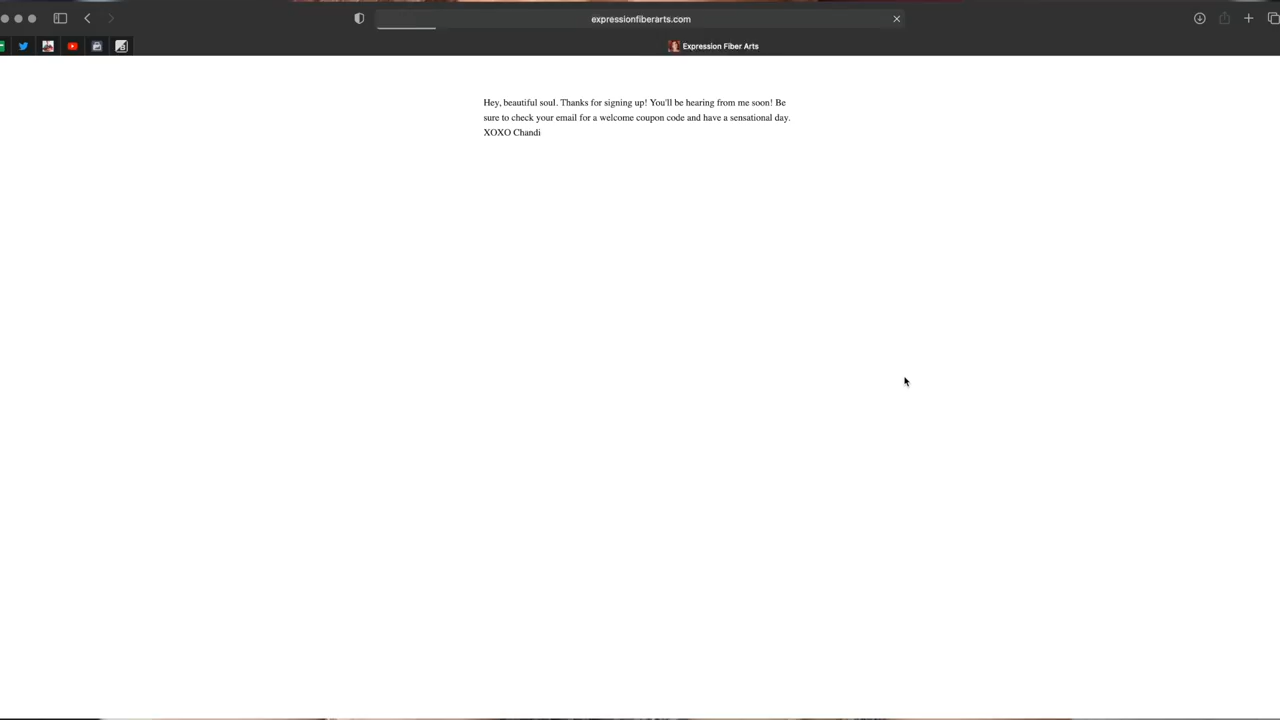 expressionfiberarts.com
Expression Fiber Arts
Hey, beautiful soul. Thanks for signing up! You'll be hearing from me soon! Be
sure to check your email for a welcome coupon code and have a sensational day.
XOXO Chandi